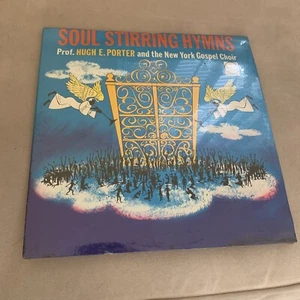 SOUL STIRRING HYMNS
Prof. HUGH E. PORTER and the New York Gospel Choir